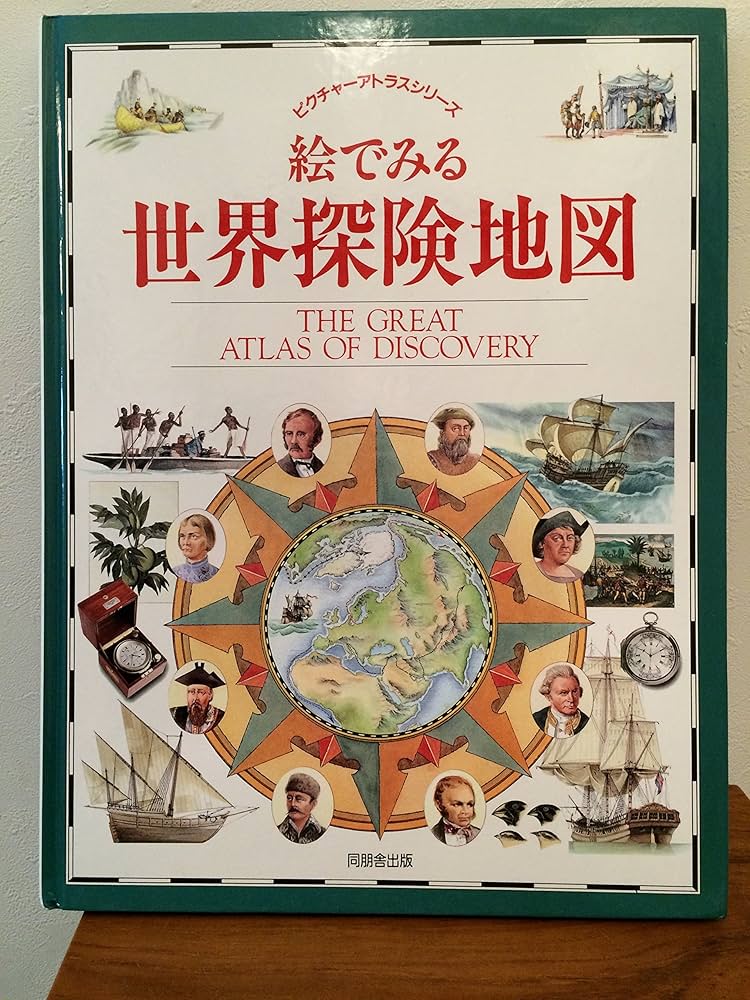 ピクチャーアトラスシリーズ
絵でみる
世界探険地図
THE GREAT
ATLAS OF DISCOVERY
同朋舎出版